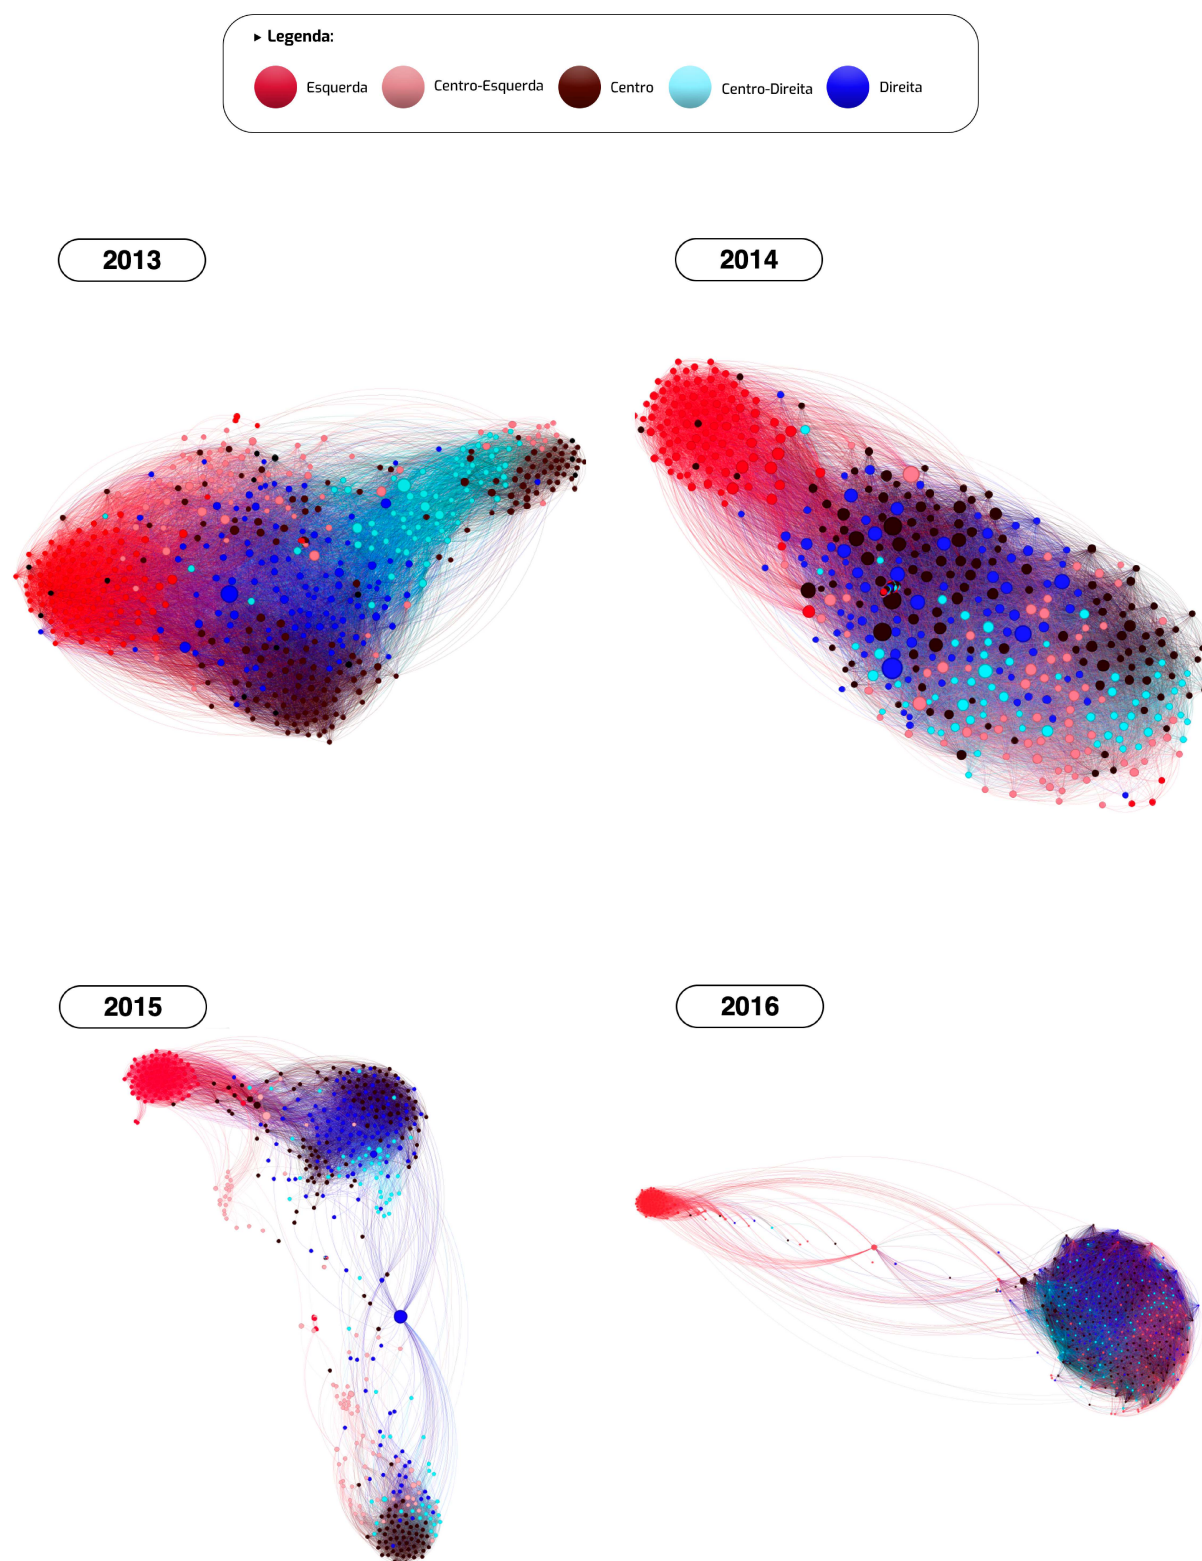 ▸ Legenda:
Esquerda
Centro-Esquerda
Centro
Centro-Direita
Direita
2013
2014
2015
2016